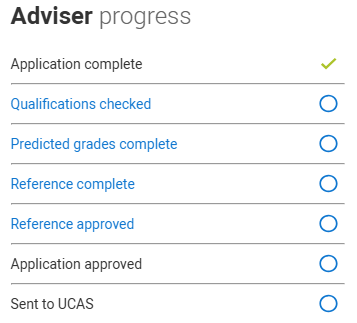 Adviser progress
Application complete
Qualifications checked
Predicted grades complete
Reference complete
Reference approved
Application approved
Sent to UCAS